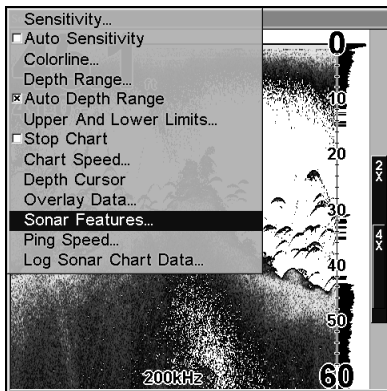 Sensitivity...
Auto Sensitivity
Colorline...
Depth Range...
Auto Depth Range
Upper And Lower Limits...
Stop Chart
Chart Speed...
Depth Cursor
Overlay Data...
Sonar Features...
Ping Speed...
Log Sonar Chart Data...
0
10
20
30
40
50
60
2X
4X
200kHz